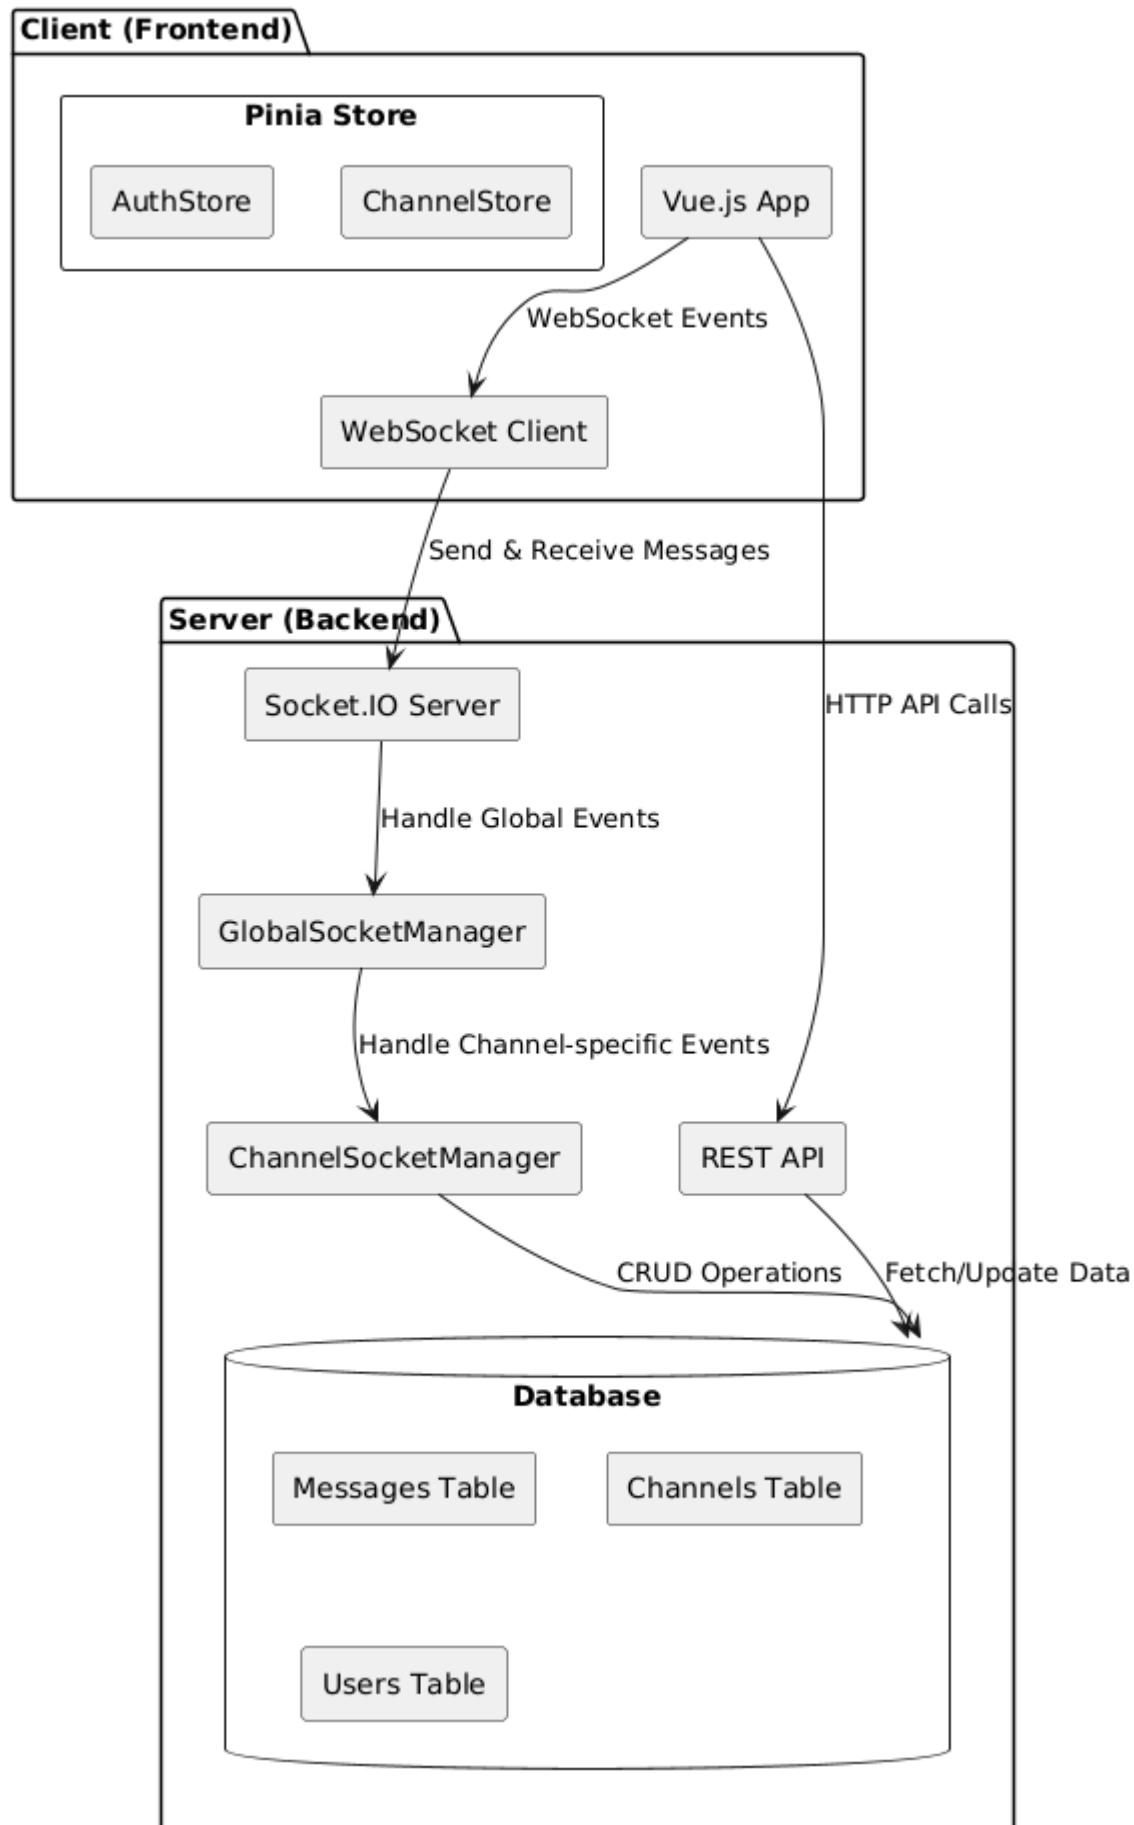 Client (Frontend)
Pinia Store
AuthStore
ChannelStore
Vue.js App
WebSocket Events
WebSocket Client
Send & Receive Messages
Server (Backend)
Socket.IO Server
HTTP API Calls
Handle Global Events
GlobalSocketManager
Handle Channel-specific Events
ChannelSocketManager
REST API
CRUD Operations
Fetch/Update Data
Database
Messages Table
Channels Table
Users Table